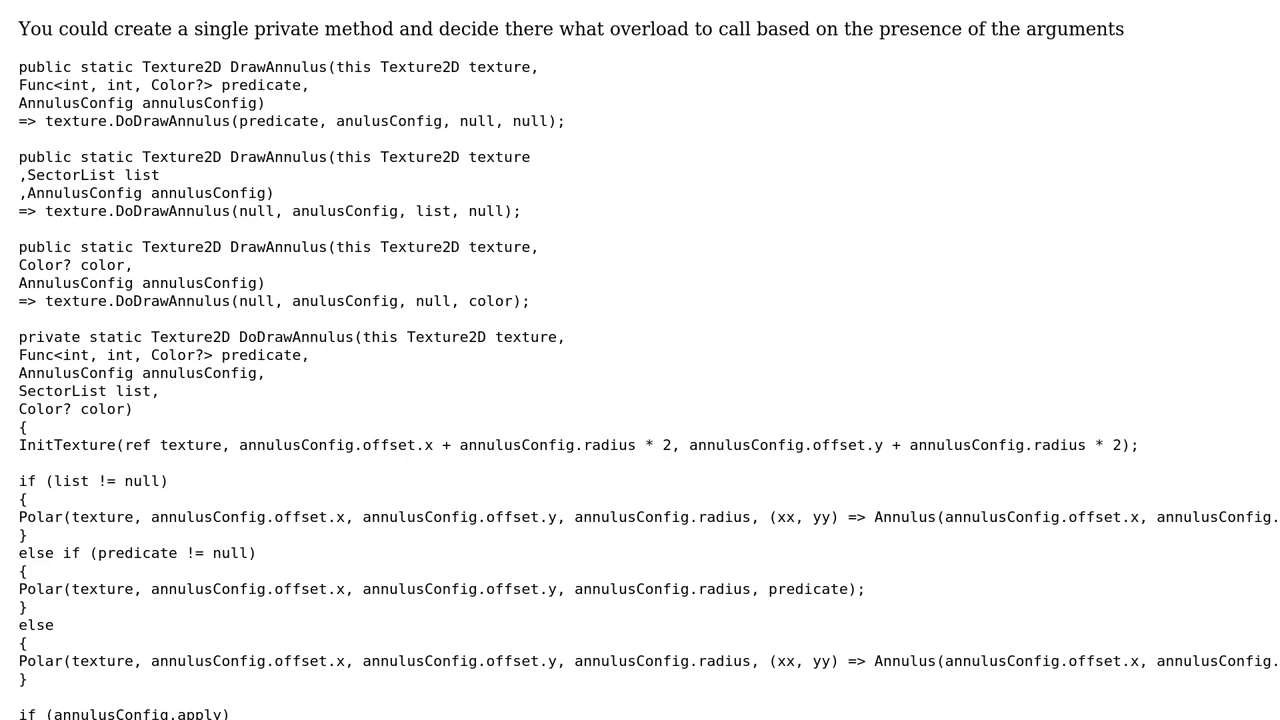 You could create a single private method and decide there what overload to call based on the presence of the arguments
public static Texture2D DrawAnnulus(this Texture2D texture,
Func<int, int, Color?> predicate,
AnnulusConfig annulusConfig)
=> texture.DoDrawAnnulus(predicate, anulusConfig, null, null);
public static Texture2D DrawAnnulus(this Texture2D texture
,SectorList list
,AnnulusConfig annulusConfig)
=> texture.DoDrawAnnulus(null, anulusConfig, list, null);
public static Texture2D DrawAnnulus(this Texture2D texture,
Color? color,
AnnulusConfig annulusConfig)
=> texture.DoDrawAnnulus(null, anulusConfig, null, color);
private static Texture2D DoDrawAnnulus(this Texture2D texture,
Func<int, int, Color?> predicate,
AnnulusConfig annulusConfig,
SectorList list,
Color? color)
{
InitTexture(ref texture, annulusConfig.offset.x + annulusConfig.radius * 2, annulusConfig.offset.y + annulusConfig.radius * 2);
if (list != null)
{
Polar(texture, annulusConfig.offset.x, annulusConfig.offset.y, annulusConfig.radius, (xx, yy) => Annulus(annulusConfig.offset.x, annulusConfig.
}
else if (predicate != null)
{
Polar(texture, annulusConfig.offset.x, annulusConfig.offset.y, annulusConfig.radius, predicate);
}
else
{
Polar(texture, annulusConfig.offset.x, annulusConfig.offset.y, annulusConfig.radius, (xx, yy) => Annulus(annulusConfig.offset.x, annulusConfig.
}
if (annulusConfig.apply)